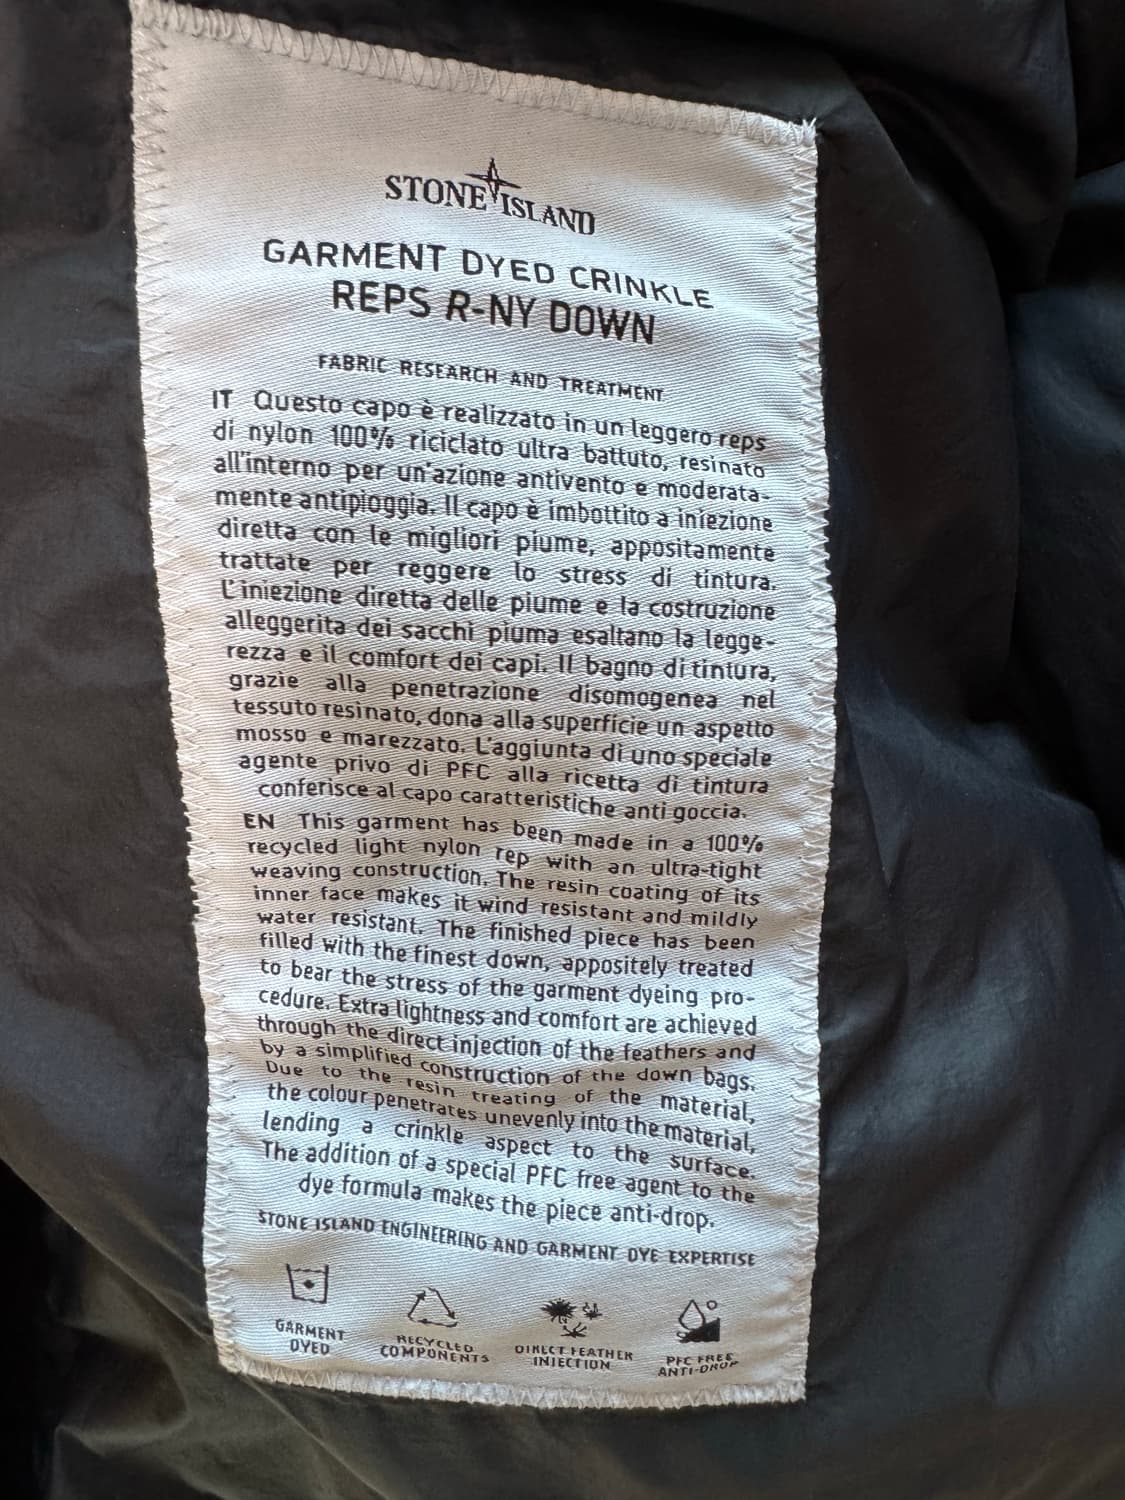 STONE ISLAND
GARMENT DYED CRINKLE
REPS R-NY DOWN
FABRIC RESEARCH AND TREATMENT
IT Questo capo è realizzato in un leggero reps
di nylon 100% riciclato ultra battuto, resinato
all'interno per un'azione antivento e moderata-
mente antipioggia. Il capo è imbottito a iniezione
diretta con le migliori piume, appositamente
trattate per reggere lo stress di tintura.
L'iniezione diretta delle piume e la costruzione
alleggerita dei sacchi piuma esaltano la legge-
rezza e il comfort dei capi. Il bagno di tintura,
grazie alla penetrazione disomogenea nel
tessuto resinato, dona alla superficie un aspetto
mosso e marezzato. L'aggiunta di uno speciale
agente privo di PFC alla ricetta di tintura
conferisce al capo caratteristiche anti goccia.
EN This garment has been made in a 100%
recycled light nylon rep with an ultra-tight
weaving construction. The resin coating of its
inner face makes it wind resistant and mildly
water resistant. The finished piece has been
filled with the finest down, appositely treated
to bear the stress of the garment dyeing pro-
cedure. Extra lightness and comfort are achieved
through the direct injection of the feathers and
by a simplified construction of the down bags.
Due to the resin treating of the material,
the colour penetrates unevenly into the material,
lending a crinkle aspect to the surface.
The addition of a special PFC free agent to the
dye formula makes the piece anti-drop.
STONE ISLAND ENGINEERING AND GARMENT DYE EXPERTISE
GARMENT
DYED
RECYCLED
COMPONENTS
DIRECT FEATHER
INJECTION
PFC FREE
ANTI-DROP